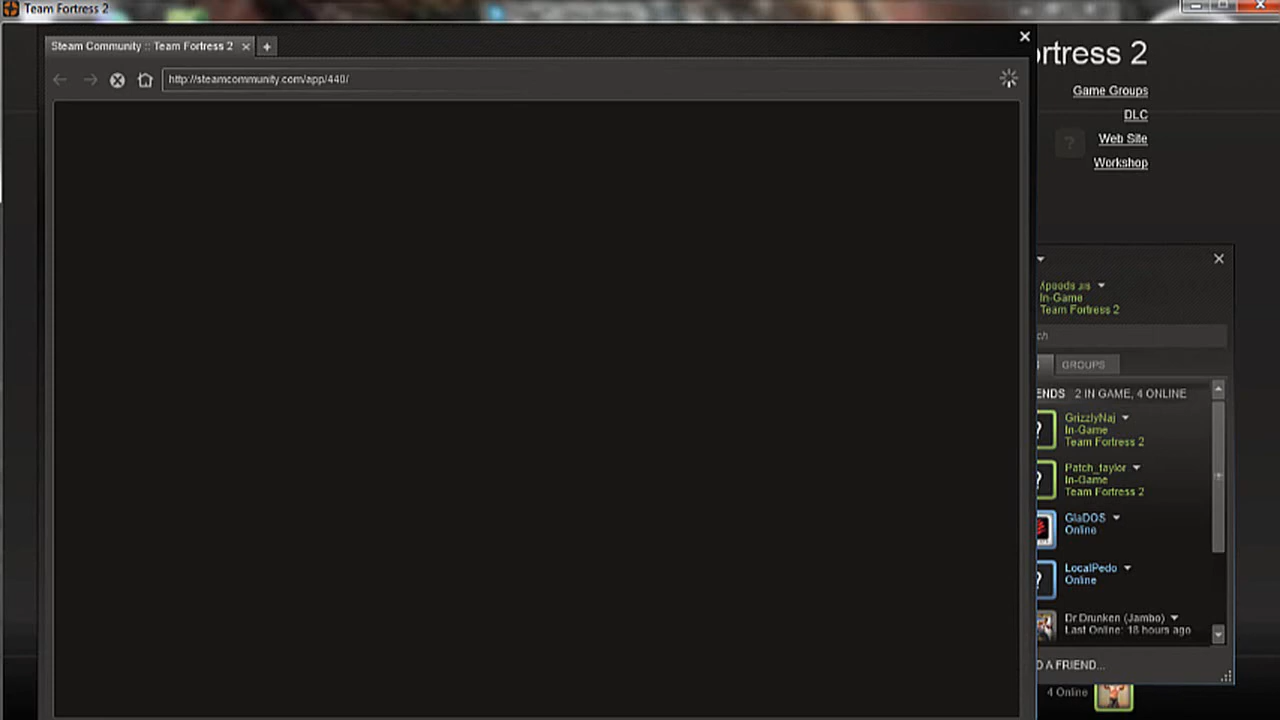 Team Fortress 2
Steam Community :: Team Fortress 2
http://steamcommunity.com/app/440/
ortress 2
Game Groups
DLC
Web Site
Workshop
In-Game
Team Fortress 2
ch
GROUPS
ENDS 2 IN GAME, 4 ONLINE
GrizzlyNaj
In-Game
Team Fortress 2
Patch_taylor
In-Game
Team Fortress 2
GlaDOS
Online
LocalPedo
Online
Dr.Drunken (Jambo)
Last Online: 18 hours ago
D A FRIEND...
4 Online